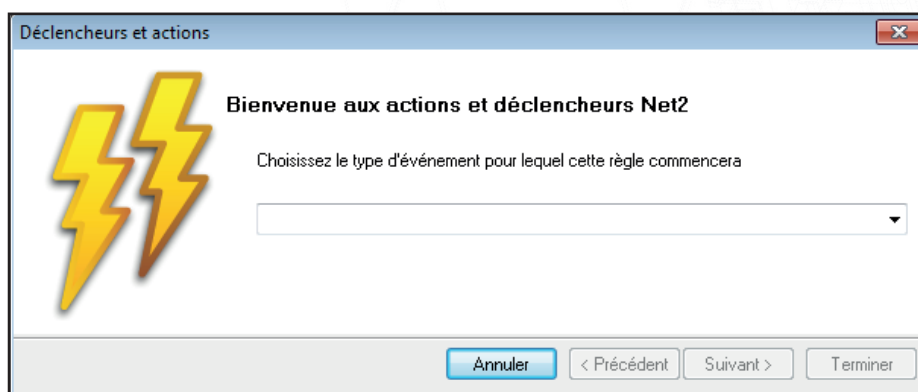 Déclencheurs et actions
Bienvenue aux actions et déclencheurs Net2
Choisissez le type d'événement pour lequel cette règle commencera
Annuler
< Précédent
Suivant >
Terminer